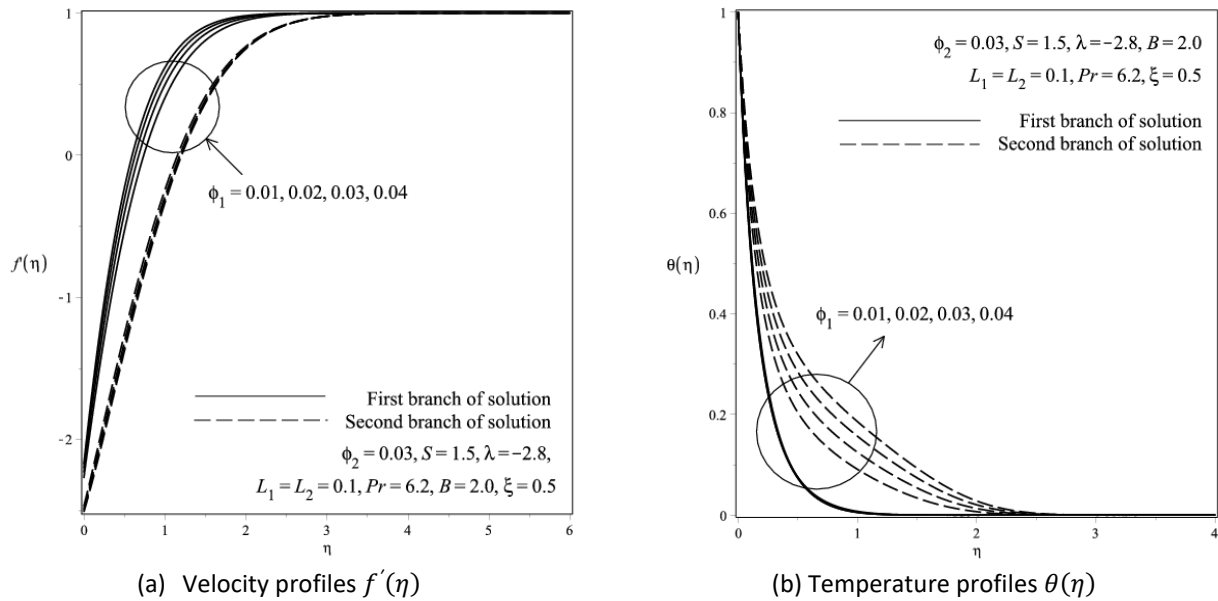 1
0
f′(η)
-1
-2
0
1
2
3
4
5
6
η
ϕ1 = 0.01, 0.02, 0.03, 0.04
First branch of solution
Second branch of solution
ϕ2 = 0.03, S = 1.5, λ = −2.8,
L1 = L2 = 0.1, Pr = 6.2, B = 2.0, ξ = 0.5
(a) Velocity profiles f′(η)
1
0.8
0.6
θ(η)
0.4
0.2
0
0
1
2
3
4
η
ϕ2 = 0.03, S = 1.5, λ = −2.8, B = 2.0
L1 = L2 = 0.1, Pr = 6.2, ξ = 0.5
First branch of solution
Second branch of solution
ϕ1 = 0.01, 0.02, 0.03, 0.04
(b) Temperature profiles θ(η)